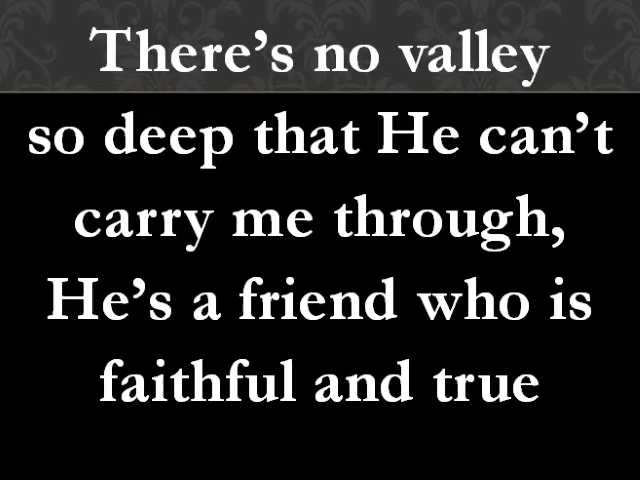 There’s no valley
so deep that He can’t
carry me through,
He’s a friend who is
faithful and true